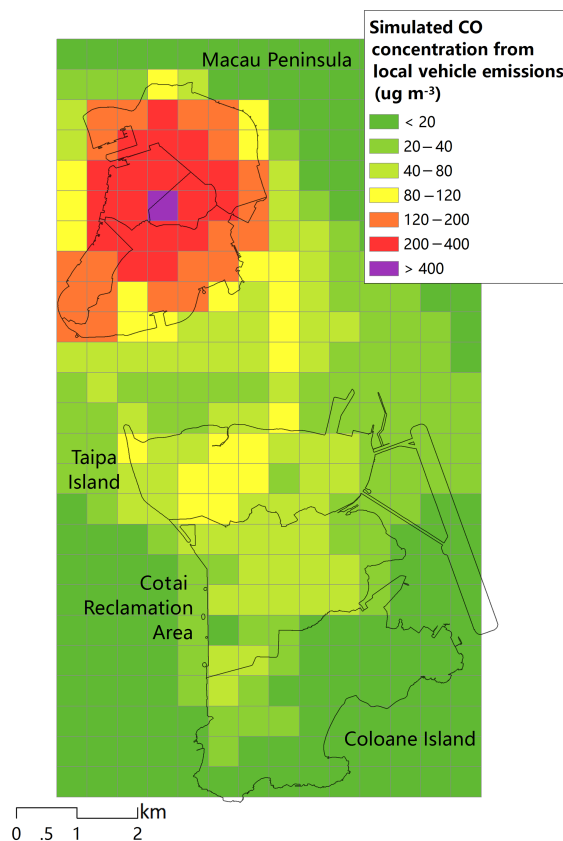 Simulated CO
concentration from
local vehicle emissions
(ug m⁻³)
< 20
20–40
40–80
80–120
120–200
200–400
> 400
Macau Peninsula
Taipa
Island
Cotai
Reclamation
Area
Coloane Island
km
0 .5 1 2